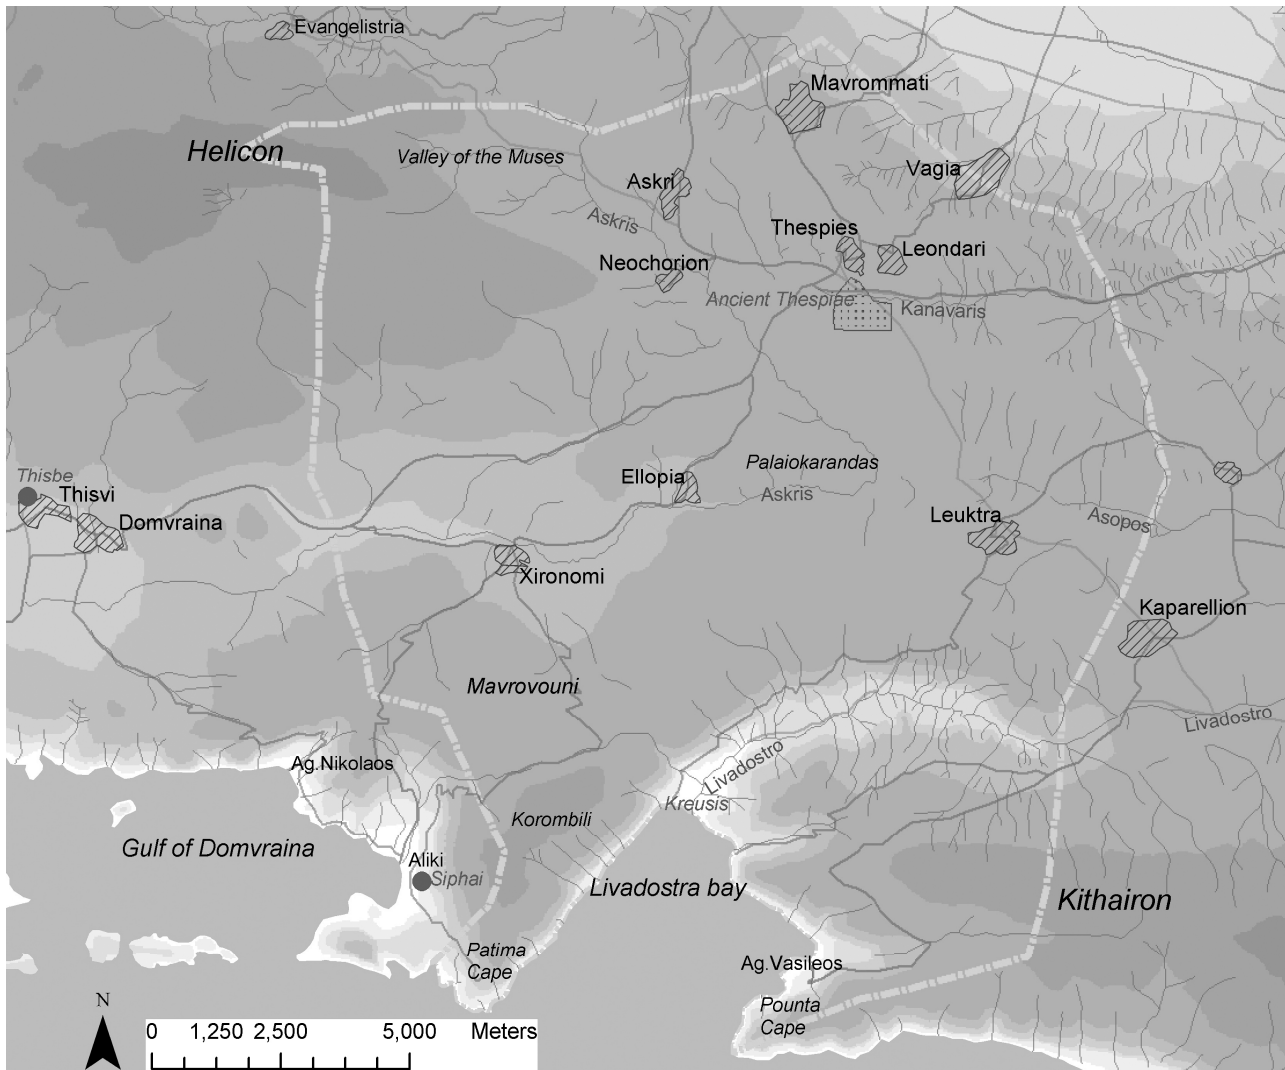 Evangelistria
Mavrommati
Helicon
Valley of the Muses
Vagia
Askri
Askris
Thespies
Leondari
Neochorion
Ancient Thespiae
Kanavaris
Thisbe
Thisvi
Domvraina
Ellopia
Palaiokarandas
Askris
Leuktra
Asopos
Xironomi
Kaparellion
Mavrovouni
Livadostro
Ag.Nikolaos
Livadostro
Kreusis
Korombili
Gulf of Domvraina
Aliki
Siphai
Livadostra bay
Kithairon
Patima
Cape
Ag.Vasileos
Pounta
Cape
N
0 1,250 2,500 5,000 Meters